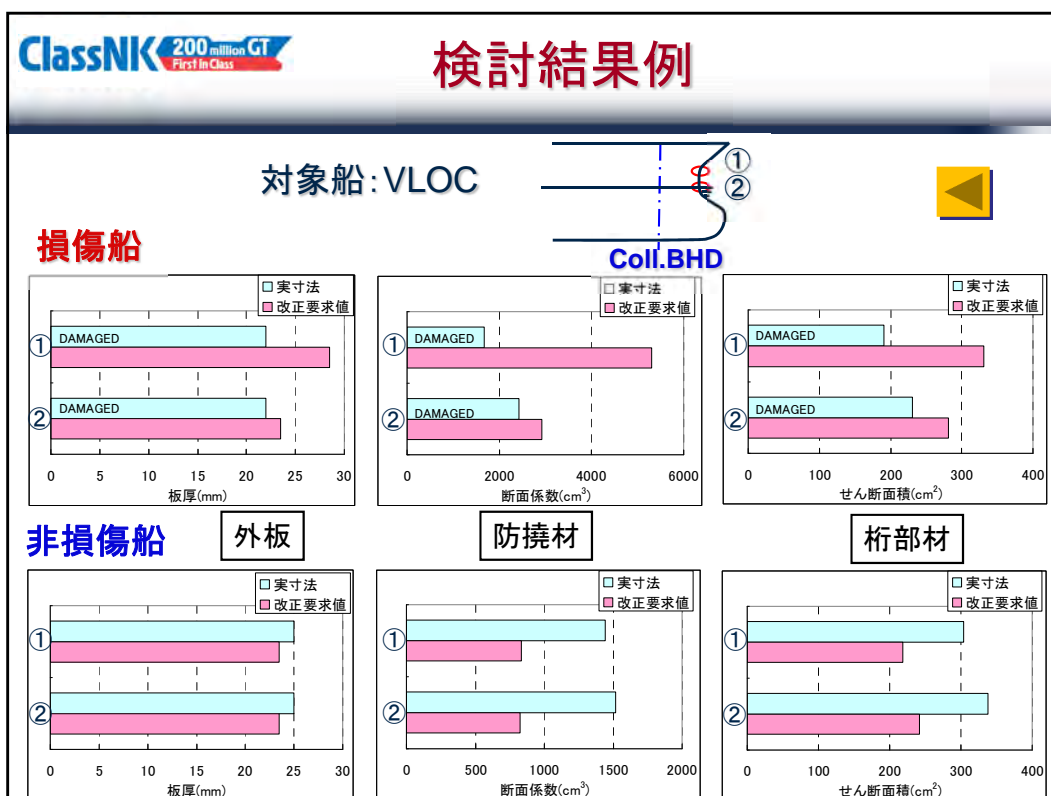 ClassNK 200 million GT
First In Class
検討結果例
対象船:VLOC
①
②
Coll.BHD
損傷船
実寸法
改正要求値
① DAMAGED
② DAMAGED
0 5 10 15 20 25 30
板厚(mm)
実寸法
改正要求値
① DAMAGED
② DAMAGED
0 2000 4000 6000
断面係数(cm³)
実寸法
改正要求値
① DAMAGED
② DAMAGED
0 100 200 300 400
せん断面積(cm²)
非損傷船
外板
防撓材
桁部材
実寸法
改正要求値
①
②
0 5 10 15 20 25 30
板厚(mm)
実寸法
改正要求値
①
②
0 500 1000 1500 2000
断面係数(cm³)
実寸法
改正要求値
①
②
0 100 200 300 400
せん断面積(cm²)